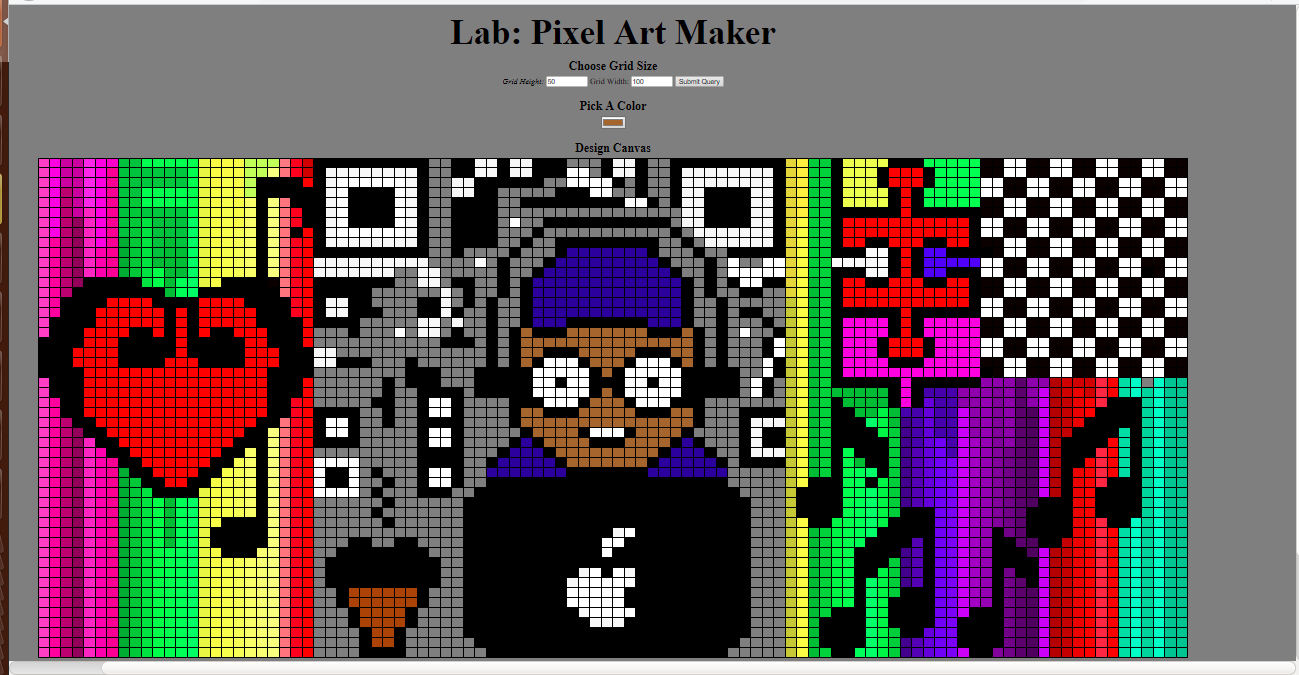 Lab: Pixel Art Maker
Choose Grid Size
Grid Height: 50 Grid Width: 100 Submit Query
Pick A Color
Design Canvas